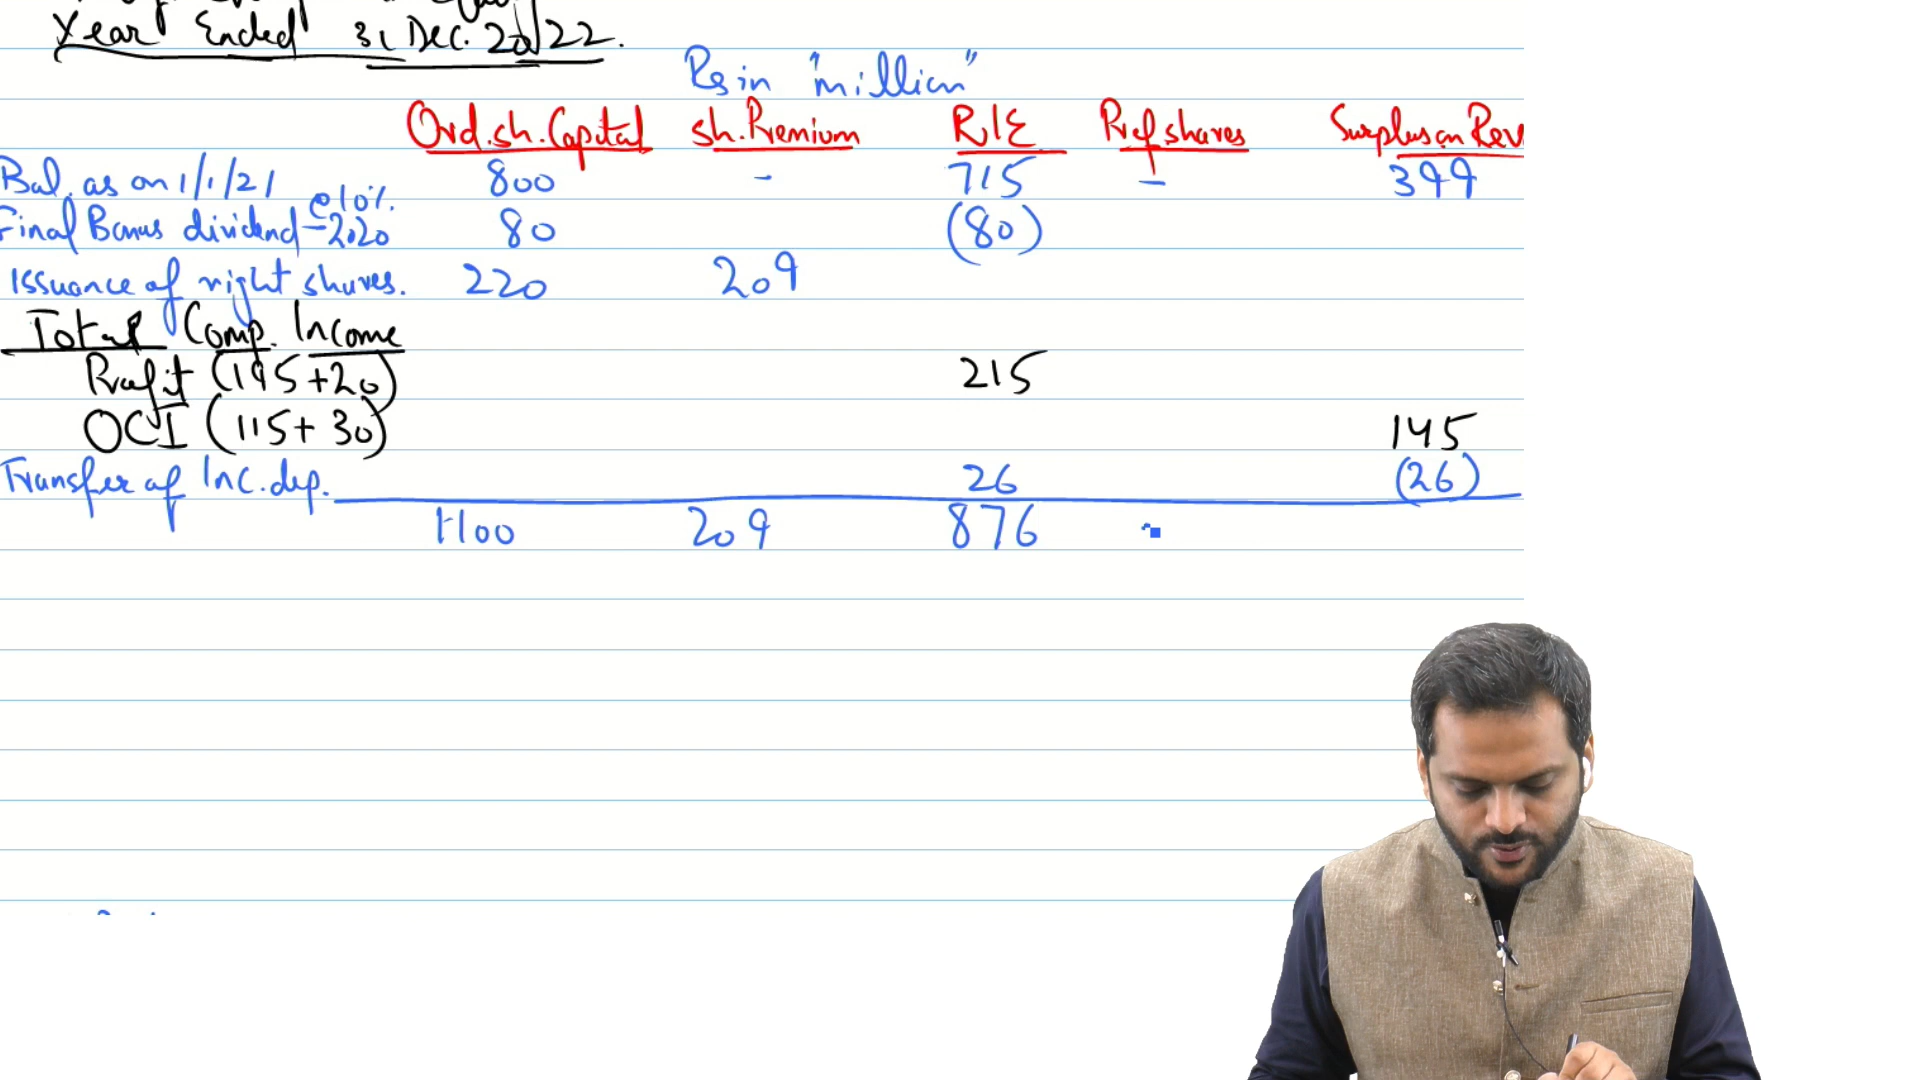 Year Ended 31 Dec. 2022.
Rs in "million"
Ord.sh.Capital sh.Premium R/E Pref shares Surplus on Rev
Bal. as on 1/1/21 800 - 715 - 399
Final Bonus dividend-2020 @10%. 80 (80)
Issuance of right shares. 220 209
Total Comp. Income
Profit (195+20) 215
OCI (115+30) 145
Transfer of Inc.dep. 26 (26)
1100 209 876